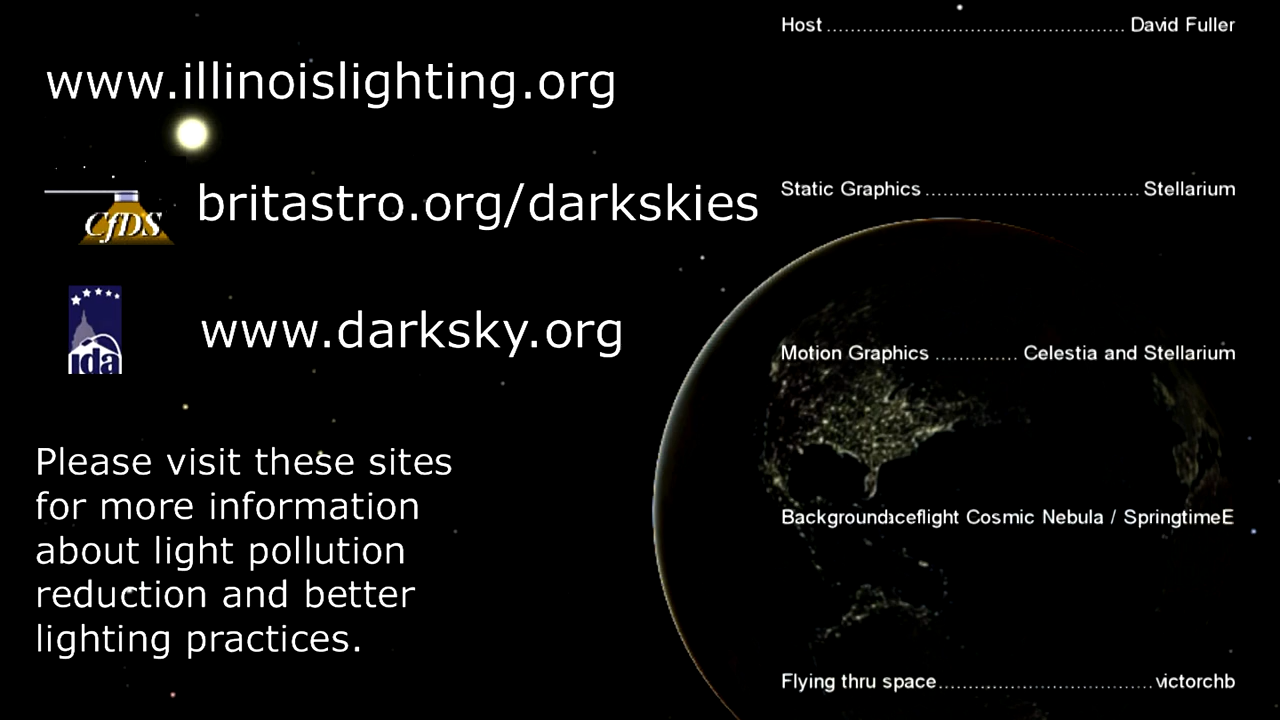 www.illinoislighting.org
CfDS
britastro.org/darkskies
ida
www.darksky.org
Please visit these sites
for more information
about light pollution
reduction and better
lighting practices.
Host ................................................. David Fuller
Static Graphics .................................... Stellarium
Motion Graphics .............. Celestia and Stellarium
Backgroundaceflight Cosmic Nebula / SpringtimeE
Flying thru space.................................... victorchb